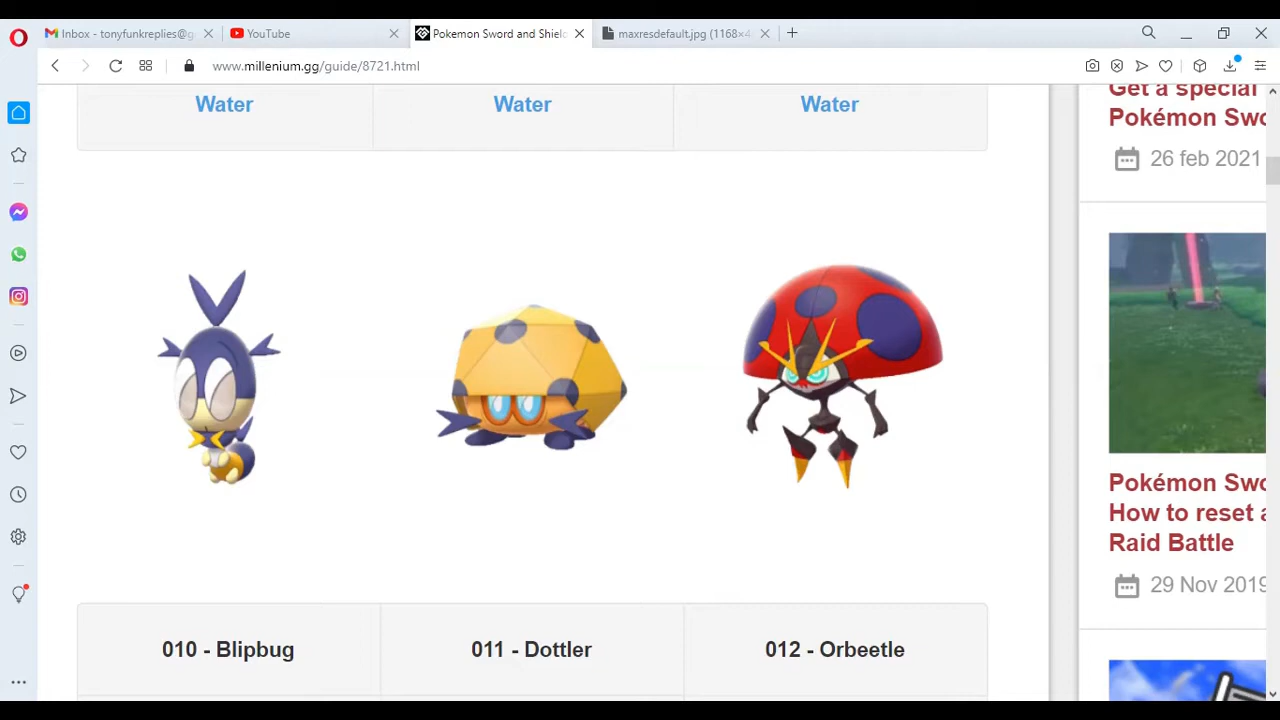 Inbox - tonyfunkreplies@g
YouTube
Pokemon Sword and Shiel
maxresdefault.jpg (1168×4
www.millenium.gg/guide/8721.html
Water
Water
Water
Get a special
Pokémon Swo
26 feb 2021
Pokémon Swo
How to reset a
Raid Battle
29 Nov 2019
010 - Blipbug
011 - Dottler
012 - Orbeetle